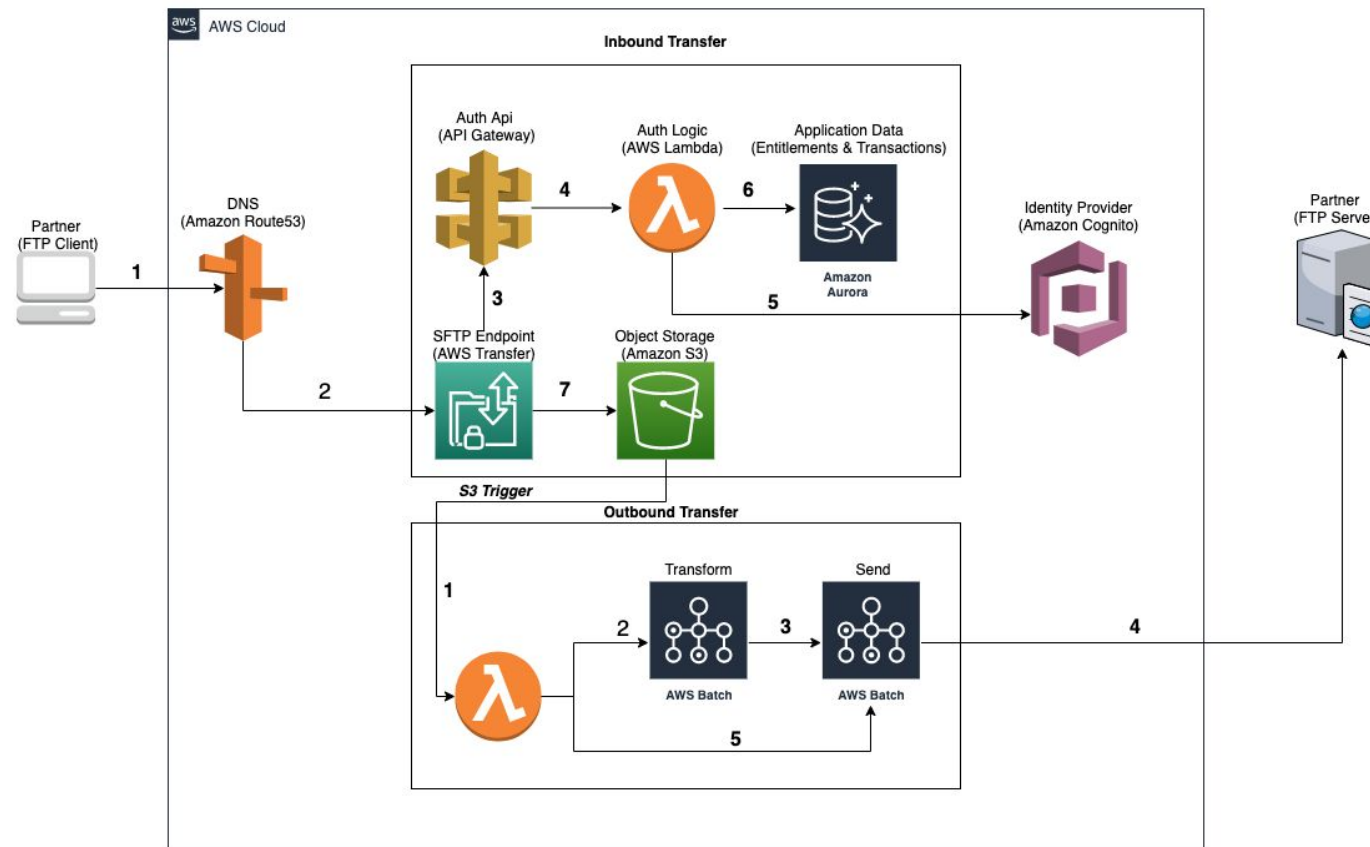 aws
AWS Cloud
Inbound Transfer
Auth Api
(API Gateway)
Auth Logic
(AWS Lambda)
Application Data
(Entitlements & Transactions)
4
6
Amazon
Aurora
DNS
(Amazon Route53)
Partner
(FTP Client)
1
Identity Provider
(Amazon Cognito)
Partner
(FTP Serve
3
5
SFTP Endpoint
(AWS Transfer)
Object Storage
(Amazon S3)
2
7
S3 Trigger
Outbound Transfer
1
Transform
Send
2
3
4
AWS Batch
AWS Batch
5